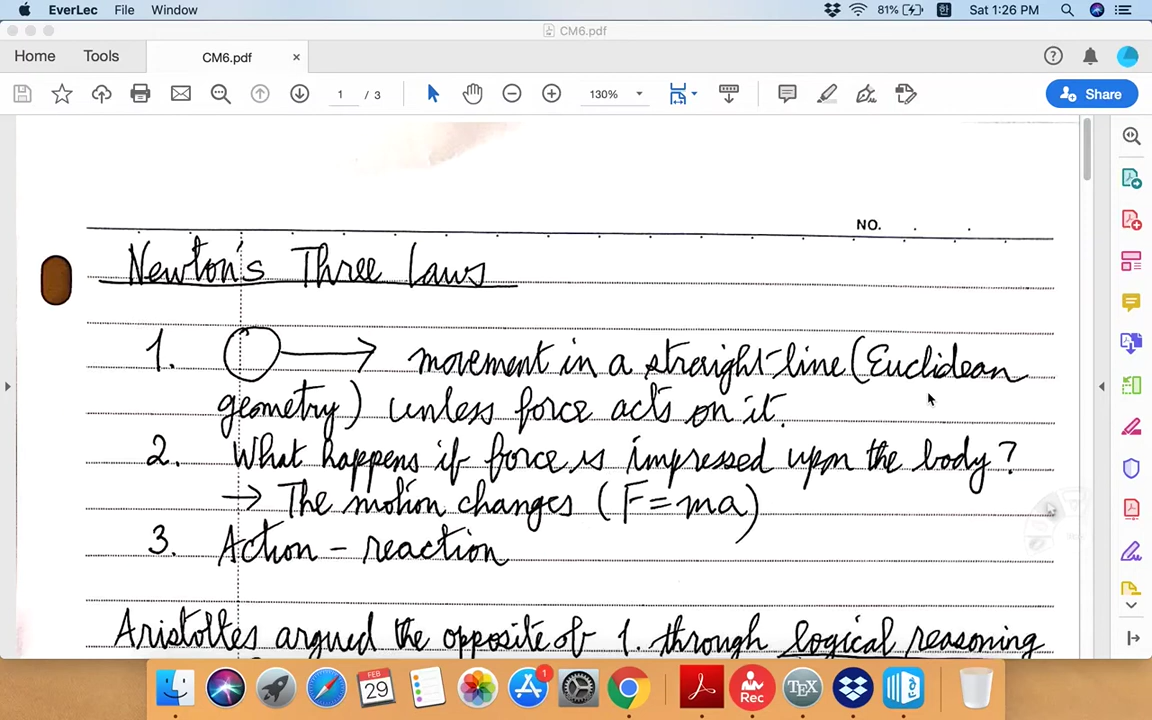 EverLec File Window 81% Sat 1:26 PM
CM6.pdf
Home Tools CM6.pdf ×
1 / 3 130% Share
NO.
Newton's Three Laws
1. movement in a straight-line (Euclidean
geometry) unless force acts on it.
2. What happens if force is impressed upon the body?
→ The motion changes (F=ma)
3. Action - reaction
Aristoltes argued the opposite of 1. through logical reasoning
FEB
29
1
Rec
TEX